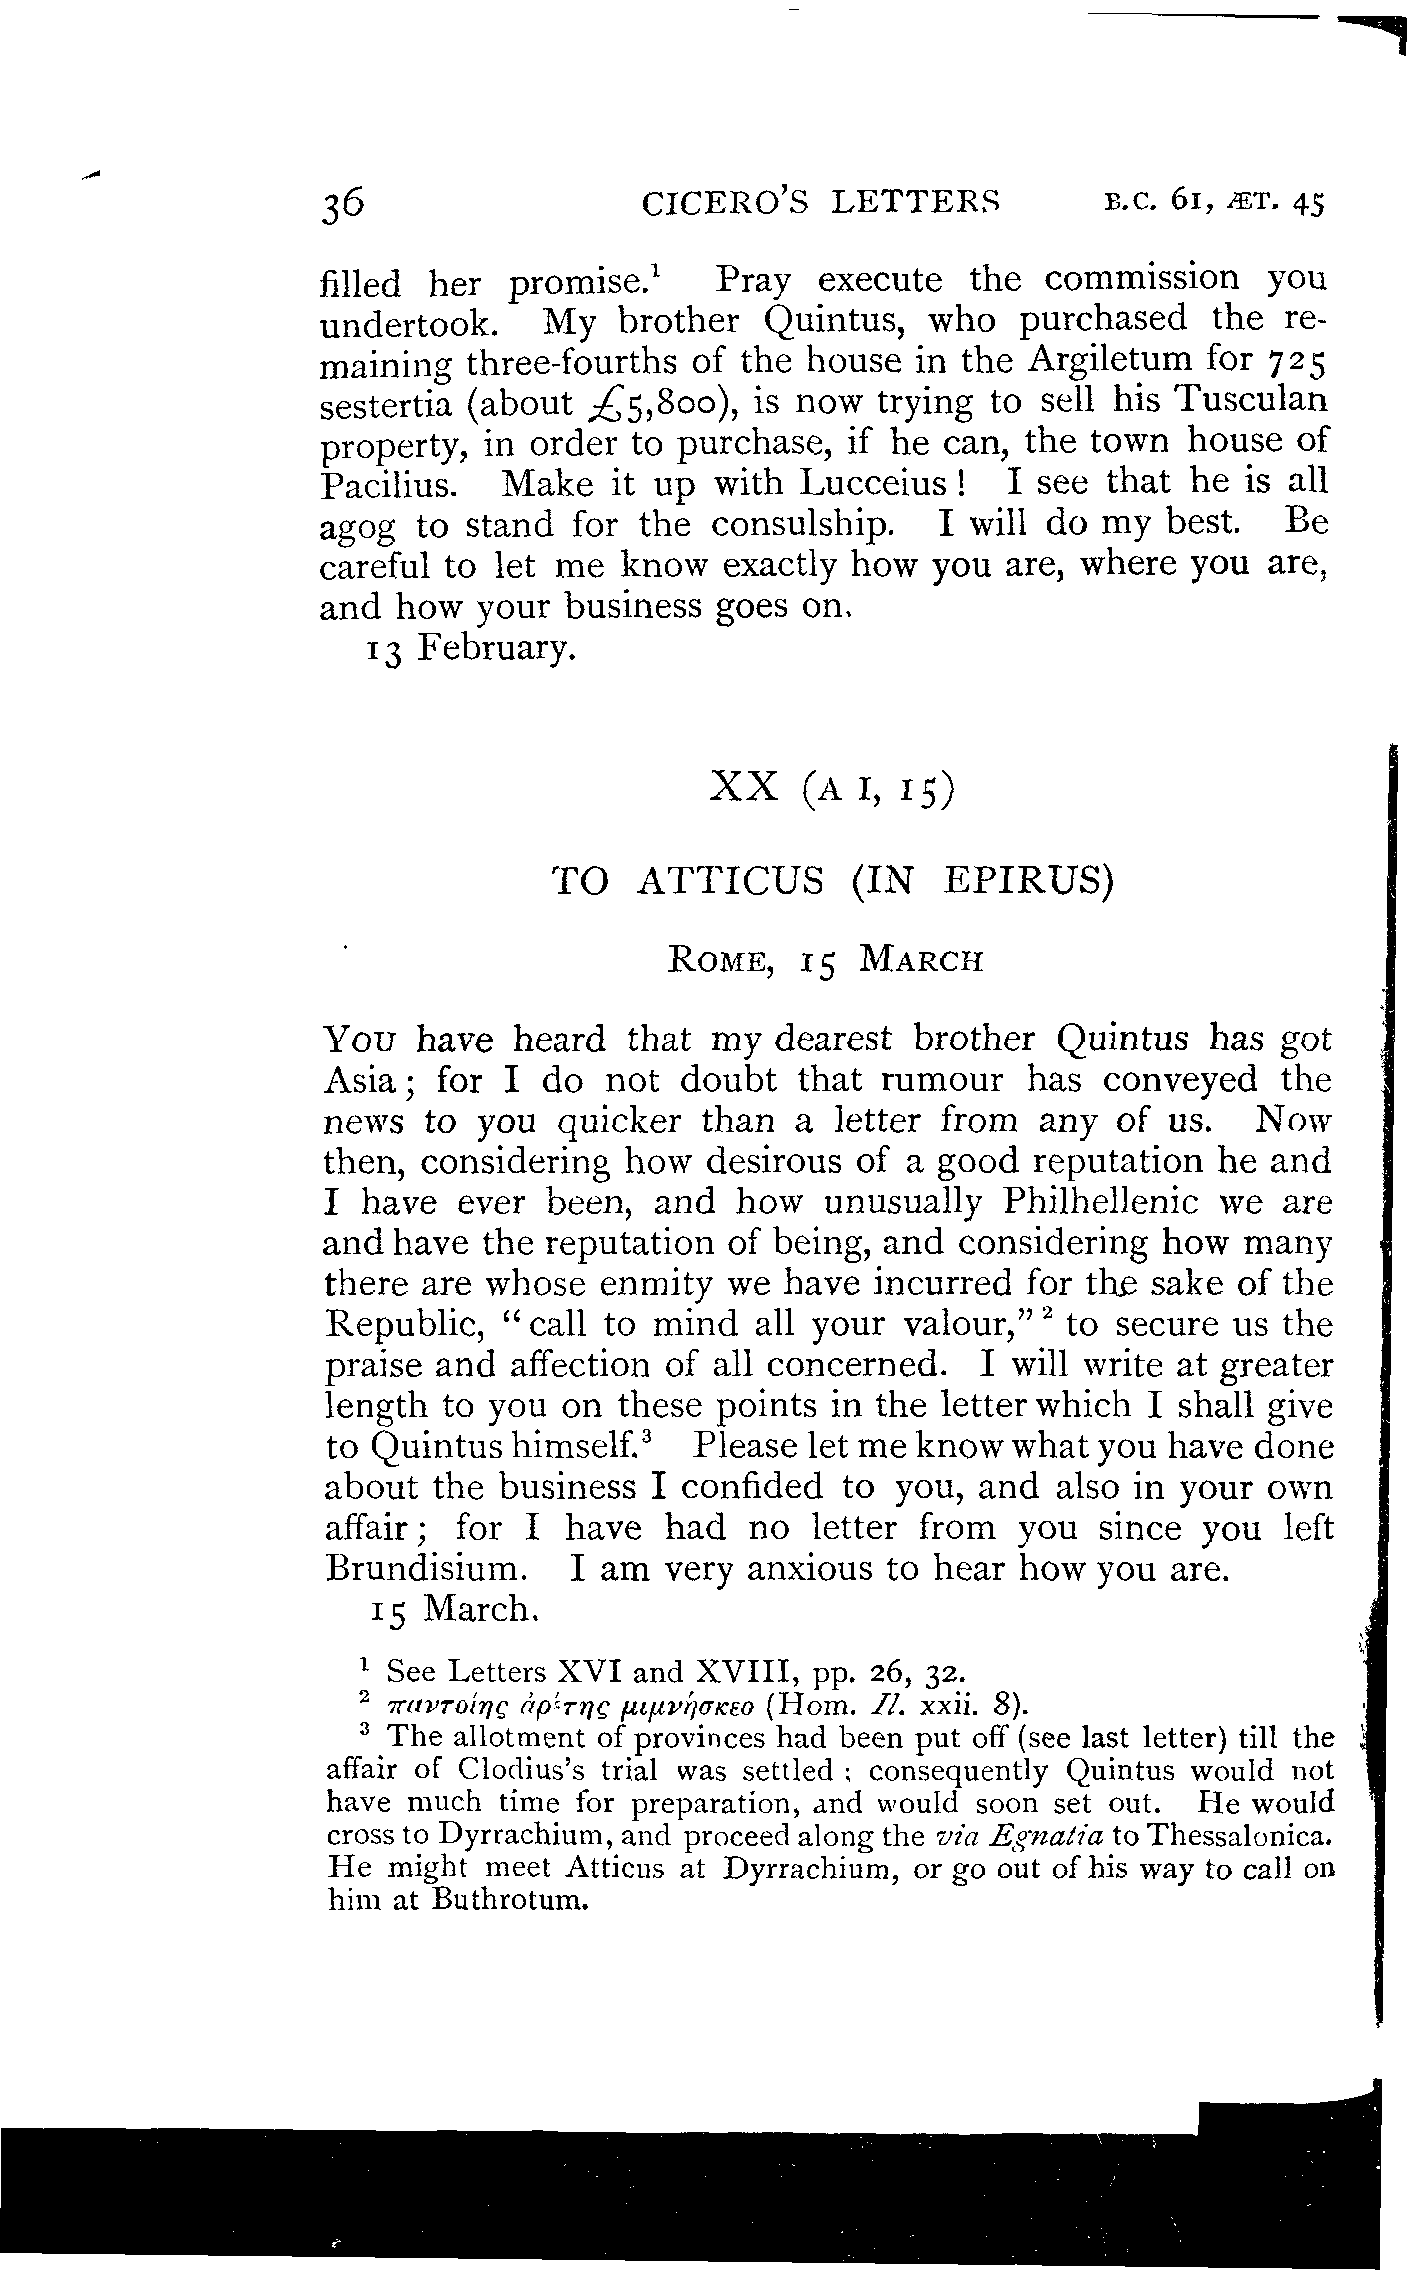 36 CICERO'S LETTERS B.C. 61, ÆT. 45
filled her promise.¹ Pray execute the commission you
undertook. My brother Quintus, who purchased the re-
maining three-fourths of the house in the Argiletum for 725
sestertia (about £5,800), is now trying to sell his Tusculan
property, in order to purchase, if he can, the town house of
Pacilius. Make it up with Lucceius! I see that he is all
agog to stand for the consulship. I will do my best. Be
careful to let me know exactly how you are, where you are,
and how your business goes on.
13 February.
XX (A I, 15)
TO ATTICUS (IN EPIRUS)
ROME, 15 MARCH
YOU have heard that my dearest brother Quintus has got
Asia; for I do not doubt that rumour has conveyed the
news to you quicker than a letter from any of us. Now
then, considering how desirous of a good reputation he and
I have ever been, and how unusually Philhellenic we are
and have the reputation of being, and considering how many
there are whose enmity we have incurred for the sake of the
Republic, "call to mind all your valour,"² to secure us the
praise and affection of all concerned. I will write at greater
length to you on these points in the letter which I shall give
to Quintus himself.³ Please let me know what you have done
about the business I confided to you, and also in your own
affair; for I have had no letter from you since you left
Brundisium. I am very anxious to hear how you are.
15 March.
¹ See Letters XVI and XVIII, pp. 26, 32.
² παντοίης ἀρέτης μιμνήσκεο (Hom. Il. xxii. 8).
³ The allotment of provinces had been put off (see last letter) till the
affair of Clodius's trial was settled; consequently Quintus would not
have much time for preparation, and would soon set out. He would
cross to Dyrrachium, and proceed along the via Egnatia to Thessalonica.
He might meet Atticus at Dyrrachium, or go out of his way to call on
him at Buthrotum.